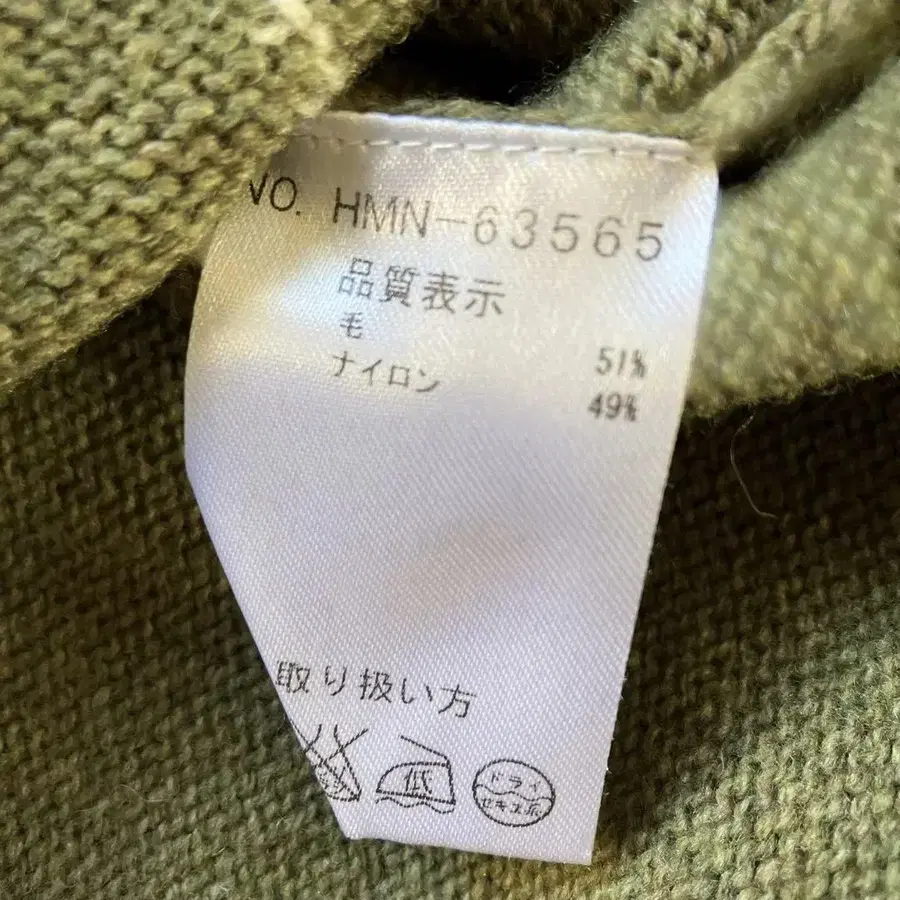 NO. HMN-63565
品質表示
毛 51%
ナイロン 49%
取り扱い方
低
ドライ
セキユ系